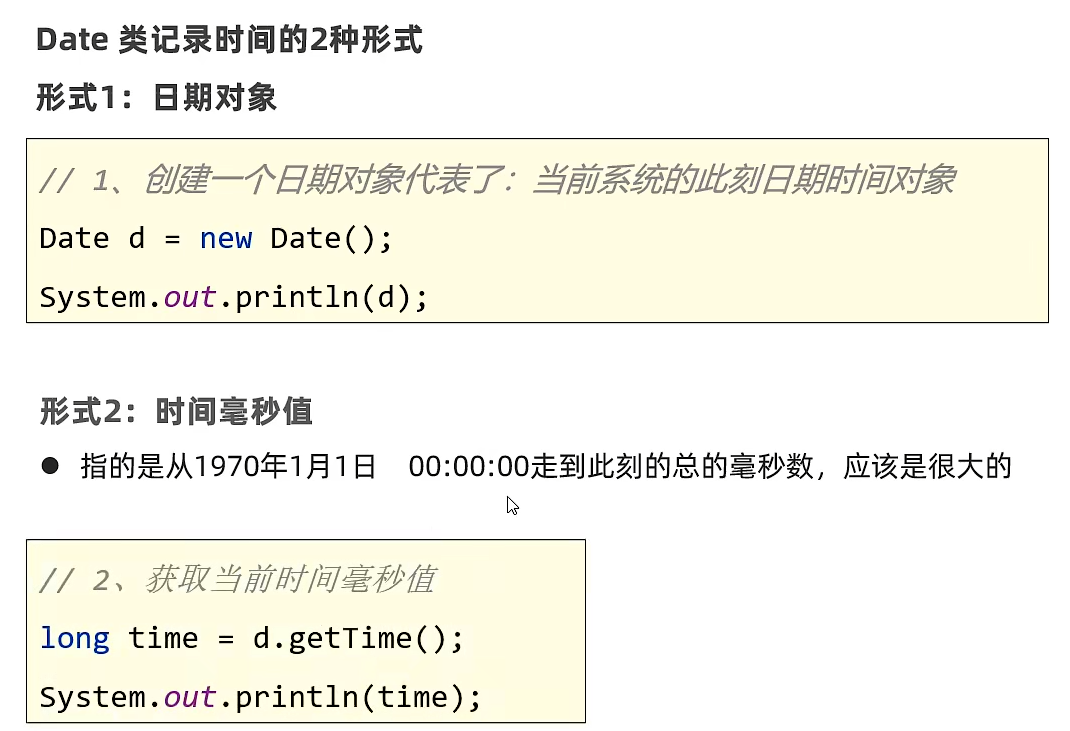 Date 类记录时间的2种形式
形式1：日期对象
// 1、创建一个日期对象代表了：当前系统的此刻日期时间对象
Date d = new Date();
System.out.println(d);
形式2：时间毫秒值
● 指的是从1970年1月1日　00:00:00走到此刻的总的毫秒数，应该是很大的
// 2、获取当前时间毫秒值
long time = d.getTime();
System.out.println(time);